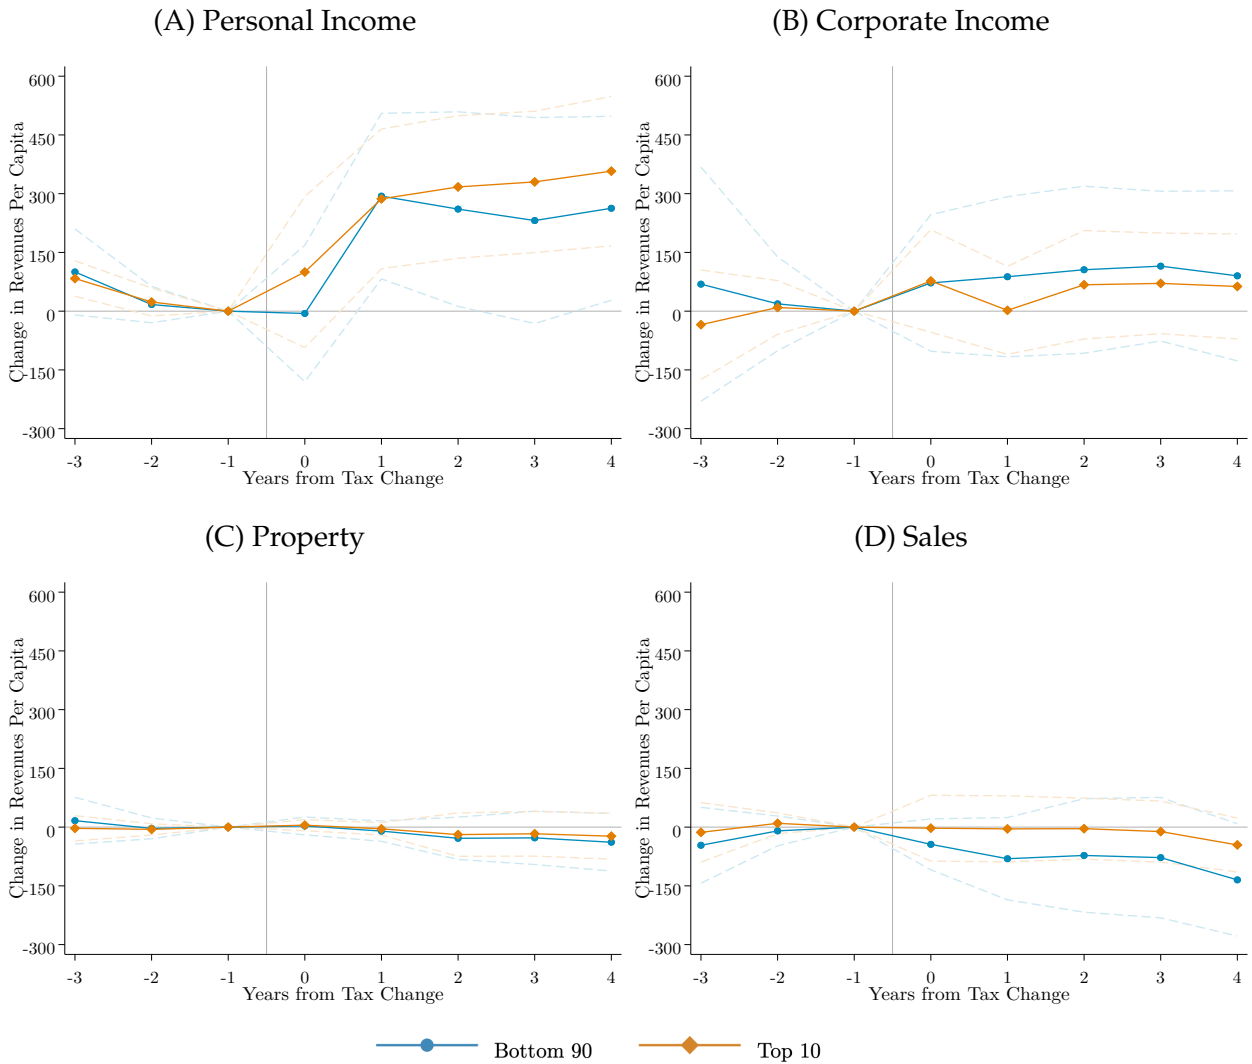 (A) Personal Income
Change in Revenues Per Capita
600
450
300
150
0
-150
-300
-3 -2 -1 0 1 2 3 4
Years from Tax Change
(B) Corporate Income
Change in Revenues Per Capita
600
450
300
150
0
-150
-300
-3 -2 -1 0 1 2 3 4
Years from Tax Change
(C) Property
Change in Revenues Per Capita
600
450
300
150
0
-150
-300
-3 -2 -1 0 1 2 3 4
Years from Tax Change
(D) Sales
Change in Revenues Per Capita
600
450
300
150
0
-150
-300
-3 -2 -1 0 1 2 3 4
Years from Tax Change
Bottom 90 Top 10